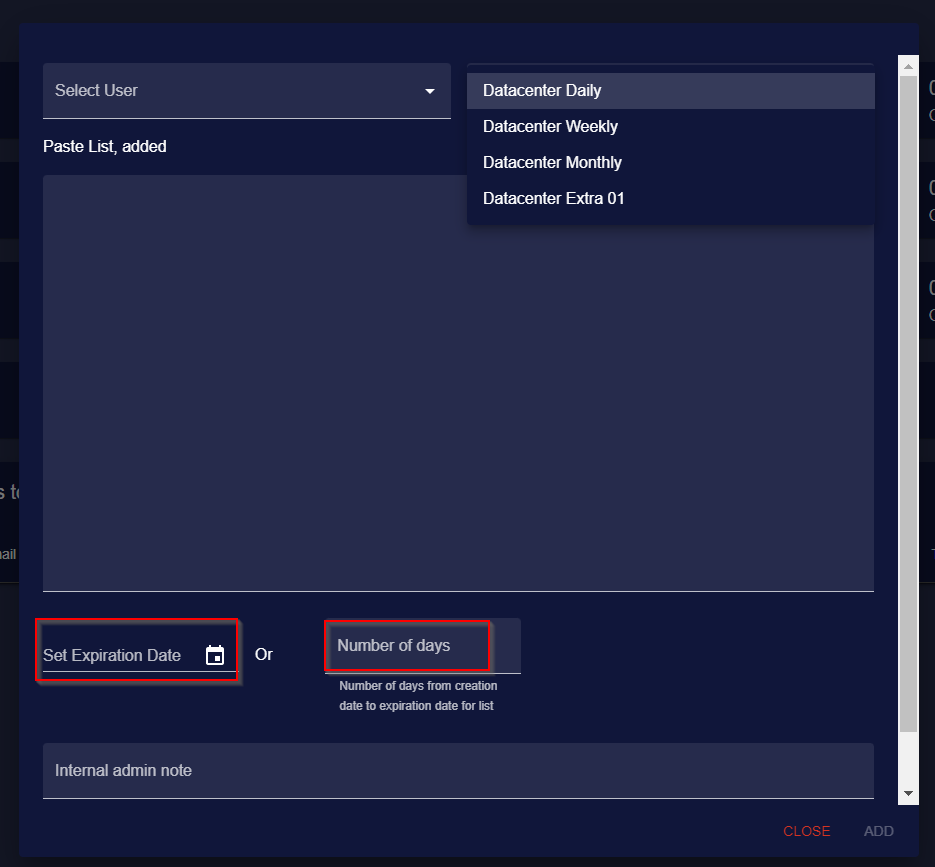 Select User
Datacenter Daily
Datacenter Weekly
Datacenter Monthly
Datacenter Extra 01
Paste List, added
Set Expiration Date
Or
Number of days
Number of days from creation
date to expiration date for list
Internal admin note
CLOSE
ADD